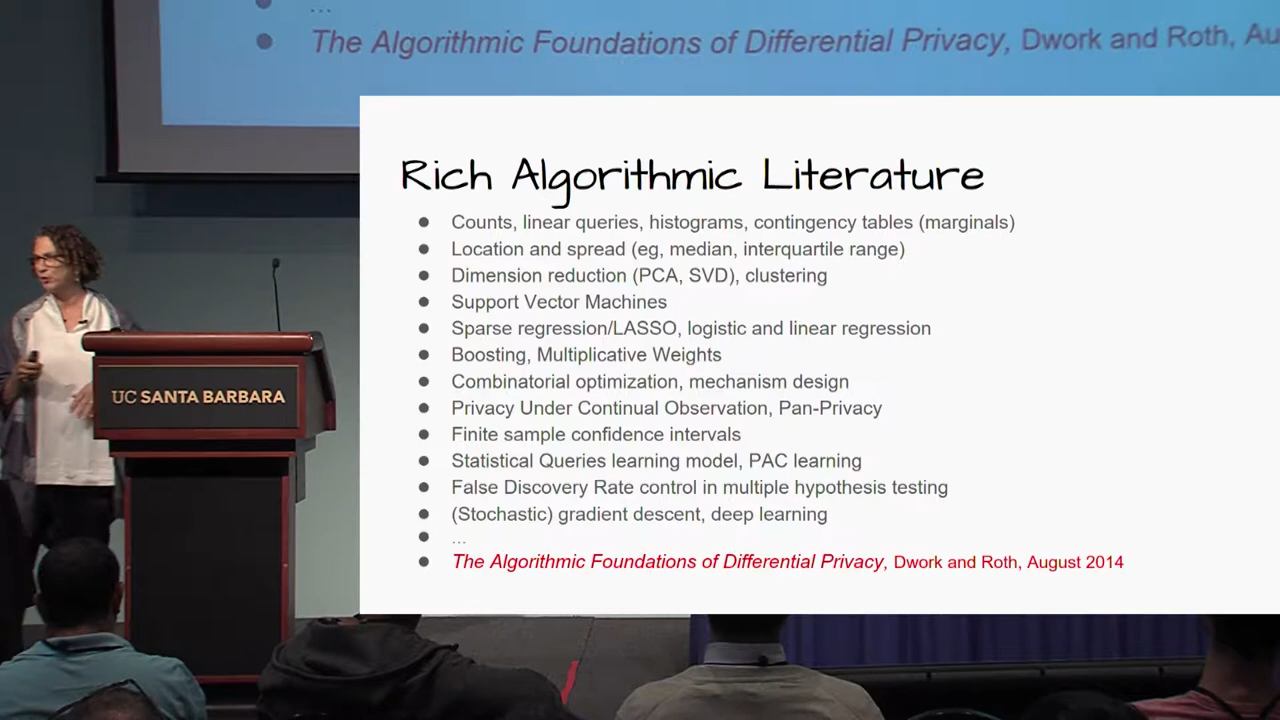 ...
The Algorithmic Foundations of Differential Privacy, Dwork and Roth, Au
Rich Algorithmic Literature
● Counts, linear queries, histograms, contingency tables (marginals)
● Location and spread (eg, median, interquartile range)
● Dimension reduction (PCA, SVD), clustering
● Support Vector Machines
● Sparse regression/LASSO, logistic and linear regression
● Boosting, Multiplicative Weights
● Combinatorial optimization, mechanism design
● Privacy Under Continual Observation, Pan-Privacy
● Finite sample confidence intervals
● Statistical Queries learning model, PAC learning
● False Discovery Rate control in multiple hypothesis testing
● (Stochastic) gradient descent, deep learning
● ...
● The Algorithmic Foundations of Differential Privacy, Dwork and Roth, August 2014
UC SANTA BARBARA